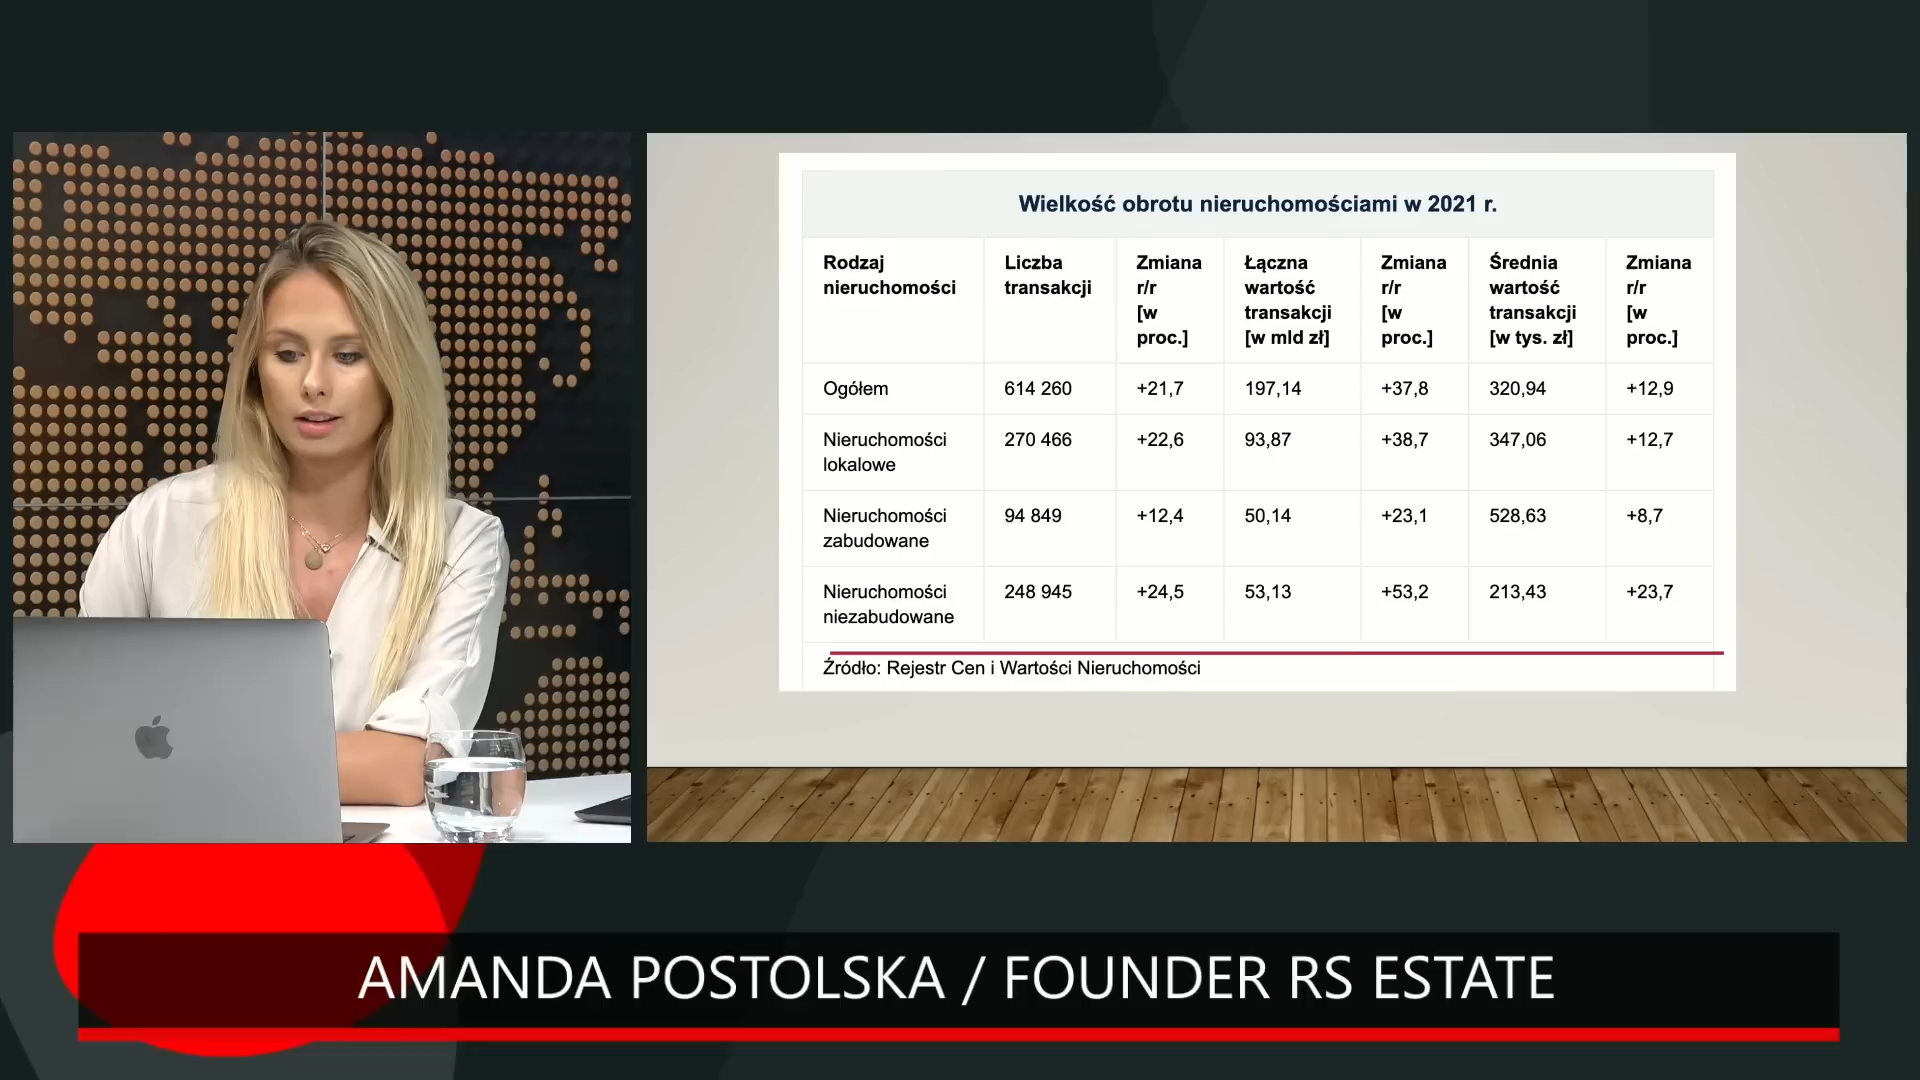 Wielkość obrotu nieruchomościami w 2021 r.
Rodzaj nieruchomości Liczba transakcji Zmiana r/r [w proc.] Łączna wartość transakcji [w mld zł] Zmiana r/r [w proc.] Średnia wartość transakcji [w tys. zł] Zmiana r/r [w proc.]
Ogółem 614 260 +21,7 197,14 +37,8 320,94 +12,9
Nieruchomości lokalowe 270 466 +22,6 93,87 +38,7 347,06 +12,7
Nieruchomości zabudowane 94 849 +12,4 50,14 +23,1 528,63 +8,7
Nieruchomości niezabudowane 248 945 +24,5 53,13 +53,2 213,43 +23,7
Źródło: Rejestr Cen i Wartości Nieruchomości
AMANDA POSTOLSKA / FOUNDER RS ESTATE